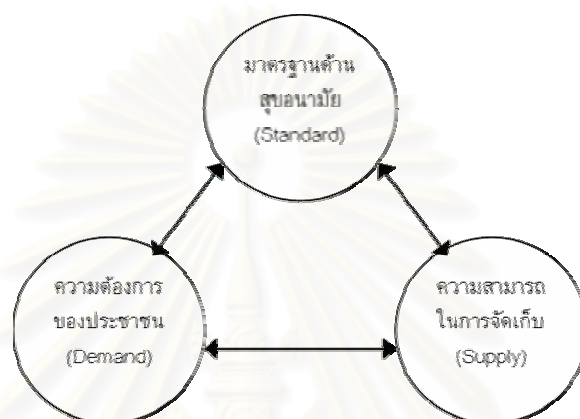 มาตรฐานด้าน
สุขอนามัย
(Standard)
ความต้องการ
ของประชาชน
(Demand)
ความสามารถ
ในการจัดเก็บ
(Supply)